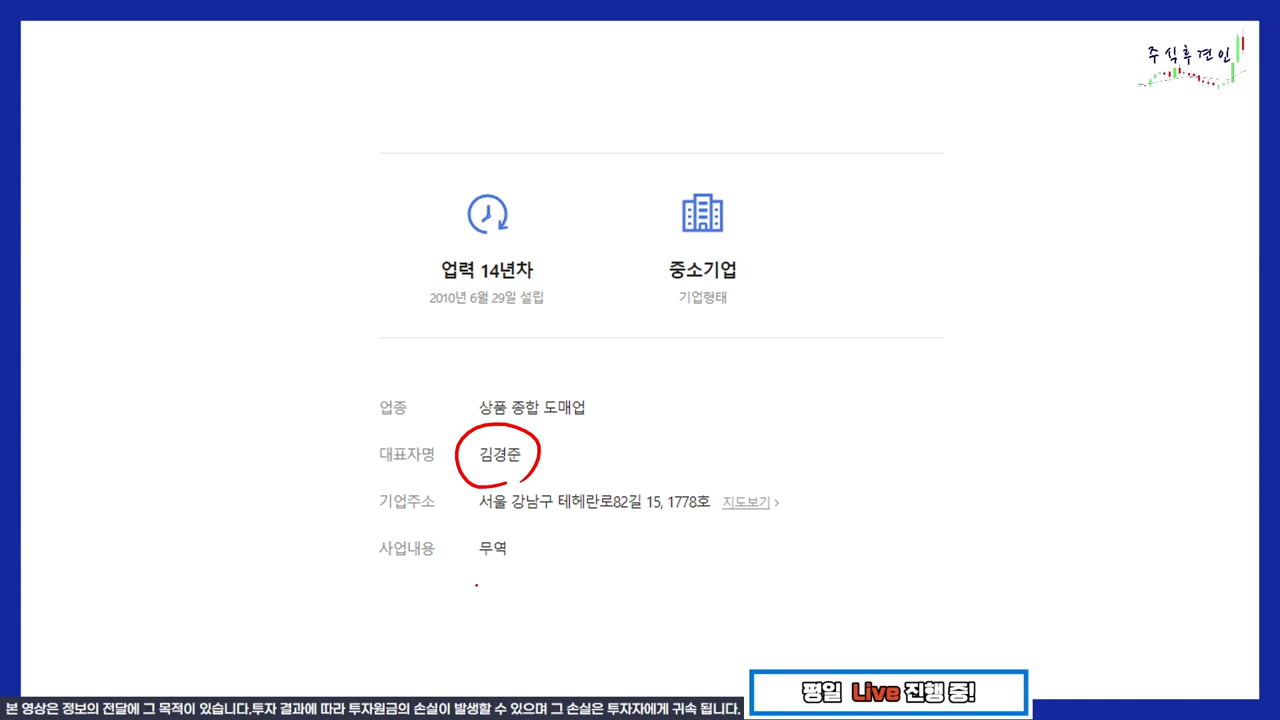 주식후견인
업력 14년차
2010년 6월 29일 설립
중소기업
기업형태
업종 상품 종합 도매업
대표자명 김경준
기업주소 서울 강남구 테헤란로82길 15, 1778호 지도보기 >
사업내용 무역
평일 Live 진행 중!
본 영상은 정보의 전달에 그 목적이 있습니다.투자 결과에 따라 투자원금의 손실이 발생할 수 있으며 그 손실은 투자자에게 귀속 됩니다.